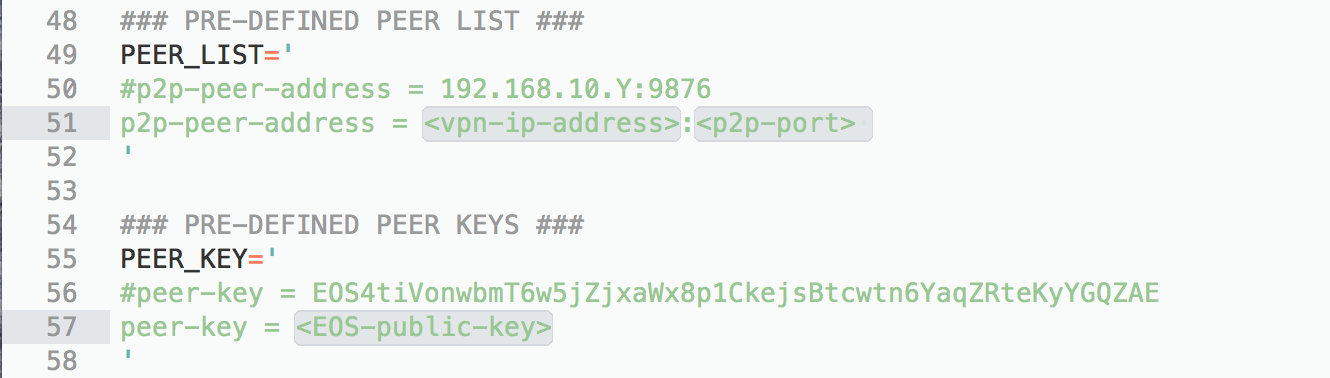 48 ### PRE-DEFINED PEER LIST ###
49 PEER_LIST='
50 #p2p-peer-address = 192.168.10.Y:9876
51 p2p-peer-address = <vpn-ip-address>:<p2p-port>
52 '
53
54 ### PRE-DEFINED PEER KEYS ###
55 PEER_KEY='
56 #peer-key = EOS4tiVonwbmT6w5jZjxaWx8p1CkejsBtcwtn6YaqZRteKyYGQZAE
57 peer-key = <EOS-public-key>
58 '